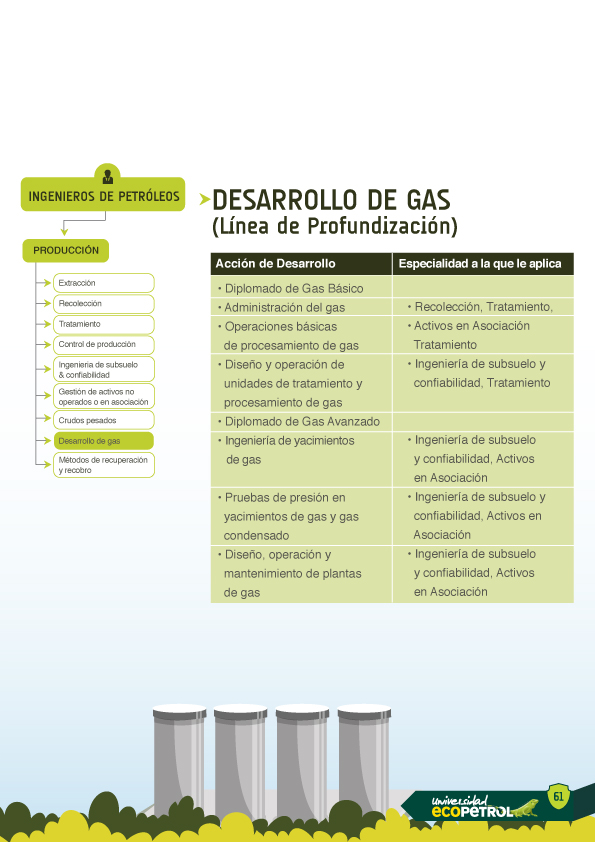 INGENIEROS DE PETRÓLEOS
PRODUCCIÓN
Extracción
Recolección
Tratamiento
Control de producción
Ingenieria de subsuelo
& confiabilidad
Gestión de activos no
operados o en asociación
Crudos pesados
Desarrollo de gas
Métodos de recuperación
y recobro
DESARROLLO DE GAS
(Línea de Profundización)
Acción de Desarrollo
Especialidad a la que le aplica
• Diplomado de Gas Básico
• Administración del gas
• Recolección, Tratamiento,
• Operaciones básicas
de procesamiento de gas
• Activos en Asociación
Tratamiento
• Diseño y operación de
unidades de tratamiento y
procesamiento de gas
• Ingeniería de subsuelo y
confiabilidad, Tratamiento
• Diplomado de Gas Avanzado
• Ingeniería de yacimientos
de gas
• Ingeniería de subsuelo
y confiabilidad, Activos
en Asociación
• Pruebas de presión en
yacimientos de gas y gas
condensado
• Ingeniería de subsuelo y
confiabilidad, Activos en
Asociación
• Diseño, operación y
mantenimiento de plantas
de gas
• Ingeniería de subsuelo
y confiabilidad, Activos
en Asociación
Universidad
ECOPETROL
61